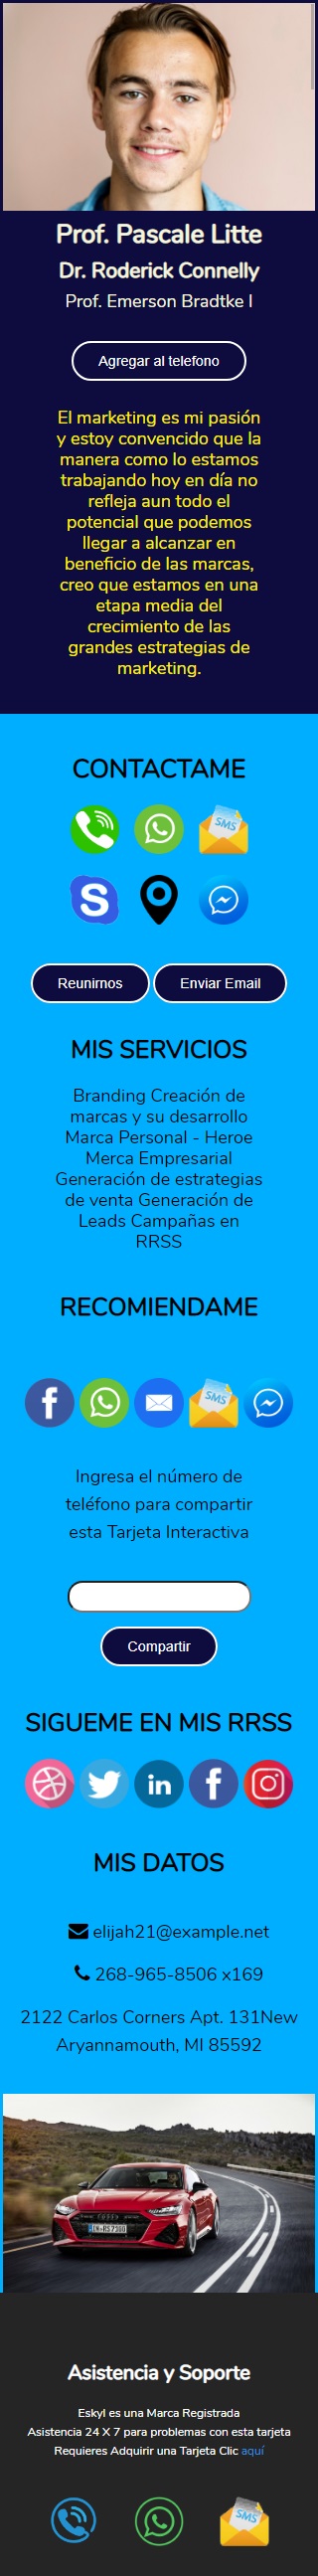 Prof. Pascale Litte
Dr. Roderick Connelly
Prof. Emerson Bradtke I
Agregar al telefono
El marketing es mi pasión
y estoy convencido que la
manera como lo estamos
trabajando hoy en día no
refleja aun todo el
potencial que podemos
llegar a alcanzar en
beneficio de las marcas,
creo que estamos en una
etapa media del
crecimiento de las
grandes estrategias de
marketing.
CONTACTAME
SMS
S
Reunirnos Enviar Email
MIS SERVICIOS
Branding Creación de
marcas y su desarrollo
Marca Personal - Heroe
Merca Empresarial
Generación de estrategias
de venta Generación de
Leads Campañas en
RRSS
RECOMIENDAME
f SMS
Ingresa el número de
teléfono para compartir
esta Tarjeta Interactiva
Compartir
SIGUEME EN MIS RRSS
in f
MIS DATOS
elijah21@example.net
268-965-8506 x169
2122 Carlos Corners Apt. 131New
Aryannamouth, MI 85592
IN·RS7300
Asistencia y Soporte
Eskyl es una Marca Registrada
Asistencia 24 X 7 para problemas con esta tarjeta
Requieres Adquirir una Tarjeta Clic aquí
SMS